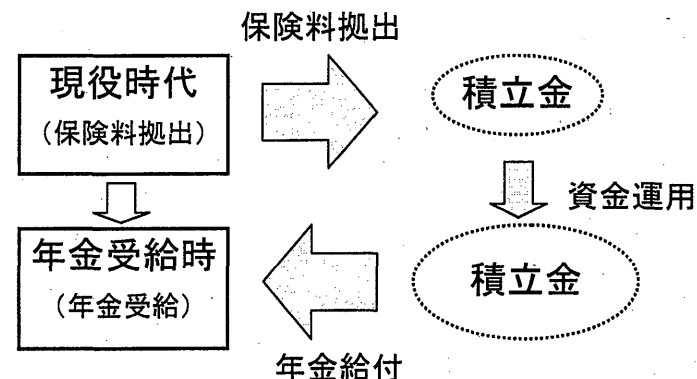 保険料拠出
現役時代
（保険料拠出）
積立金
資金運用
年金受給時
（年金受給）
積立金
年金給付